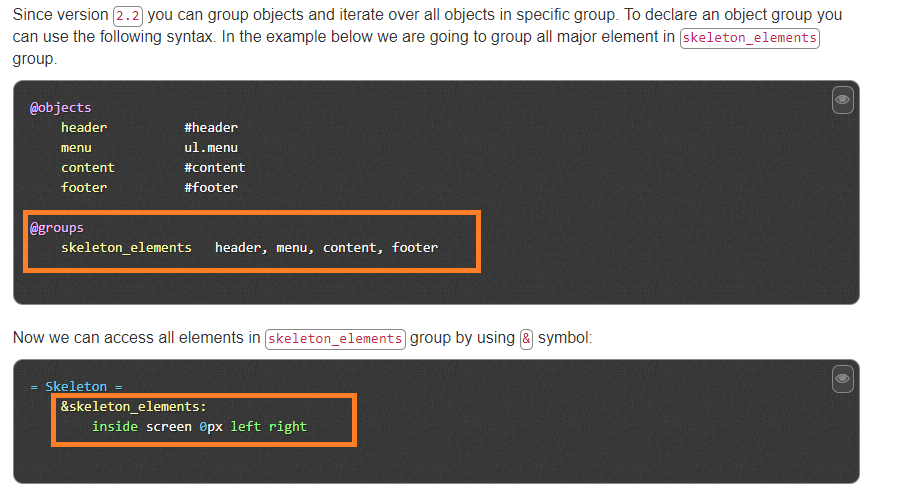 Since version 2.2 you can group objects and iterate over all objects in specific group. To declare an object group you
can use the following syntax. In the example below we are going to group all major element in skeleton_elements
group.
@objects
header #header
menu ul.menu
content #content
footer #footer
@groups
skeleton_elements header, menu, content, footer
Now we can access all elements in skeleton_elements group by using & symbol:
= Skeleton =
&skeleton_elements:
inside screen 0px left right